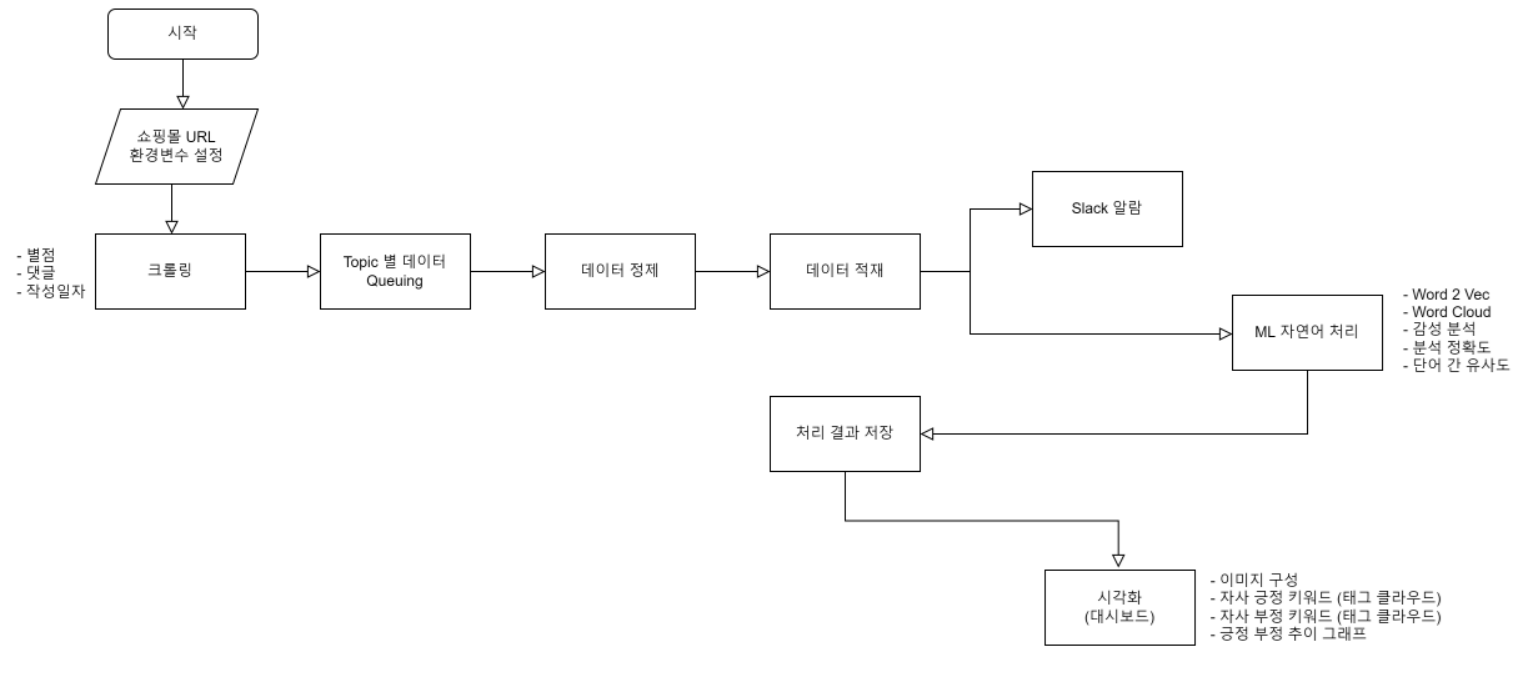 시작
쇼핑몰 URL
환경변수 설정
- 별점
- 댓글
- 작성일자
크롤링
Topic 별 데이터
Queuing
데이터 정제
데이터 적재
Slack 알람
ML 자연어 처리
- Word 2 Vec
- Word Cloud
- 감성 분석
- 분석 정확도
- 단어 간 유사도
처리 결과 저장
시각화
(대시보드)
- 이미지 구성
- 자사 긍정 키워드 (태그 클라우드)
- 자사 부정 키워드 (태그 클라우드)
- 긍정 부정 추이 그래프